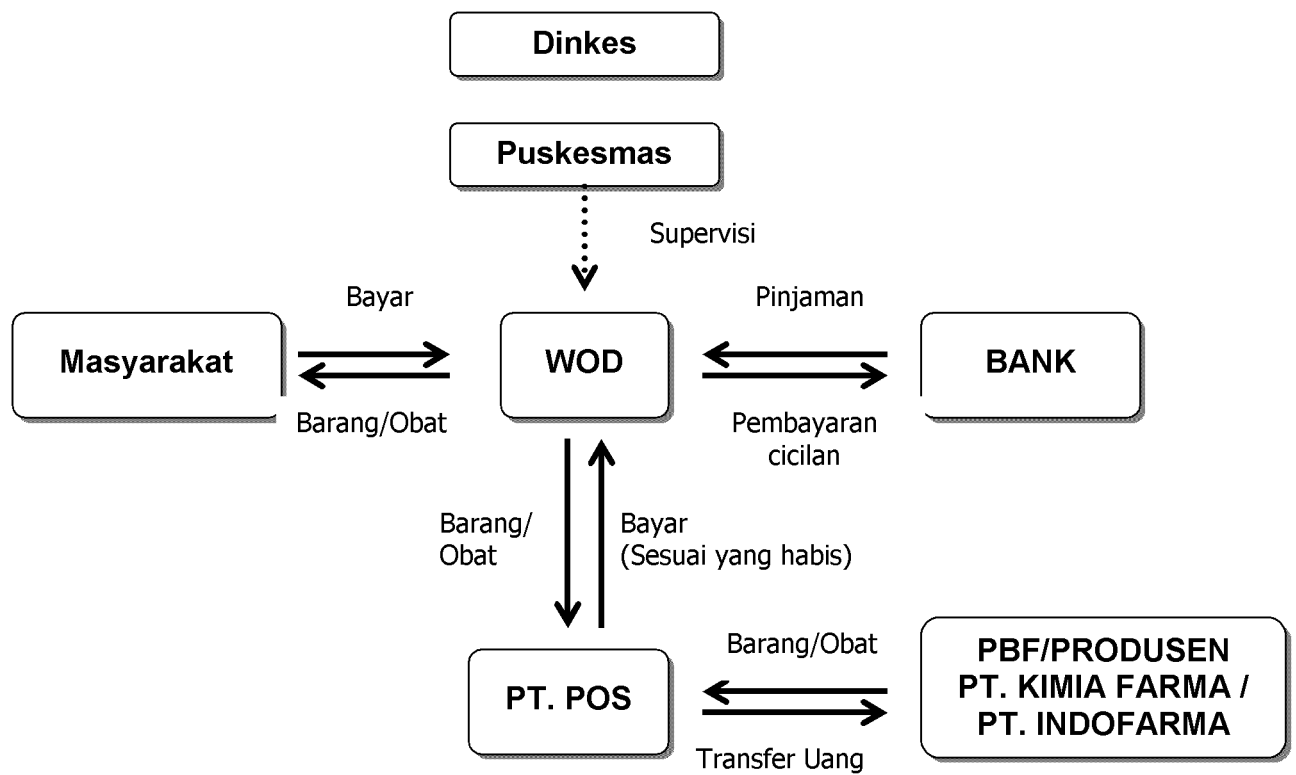 Dinkes
Puskesmas
Supervisi
Bayar
Pinjaman
Masyarakat
WOD
BANK
Barang/Obat
Pembayaran
cicilan
Barang/
Obat
Bayar
(Sesuai yang habis)
Barang/Obat
PT. POS
PBF/PRODUSEN
PT. KIMIA FARMA /
PT. INDOFARMA
Transfer Uang